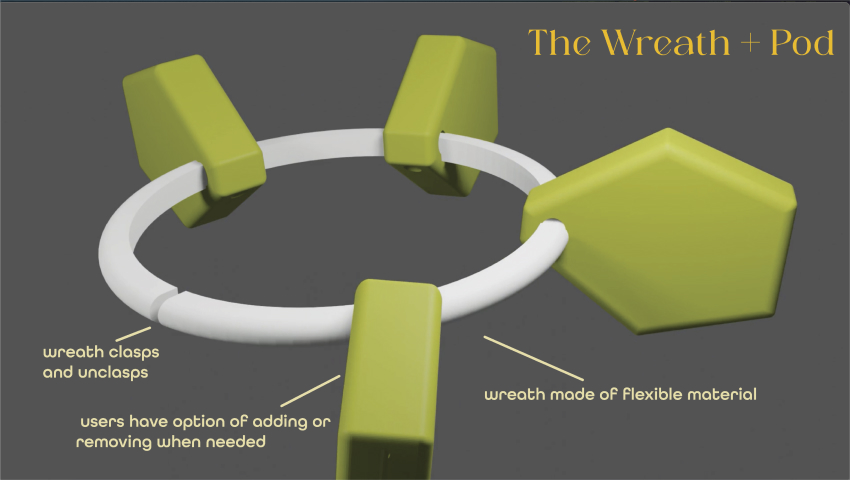 The Wreath + Pod
wreath clasps
and unclasps
users have option of adding or
removing when needed
wreath made of flexible material